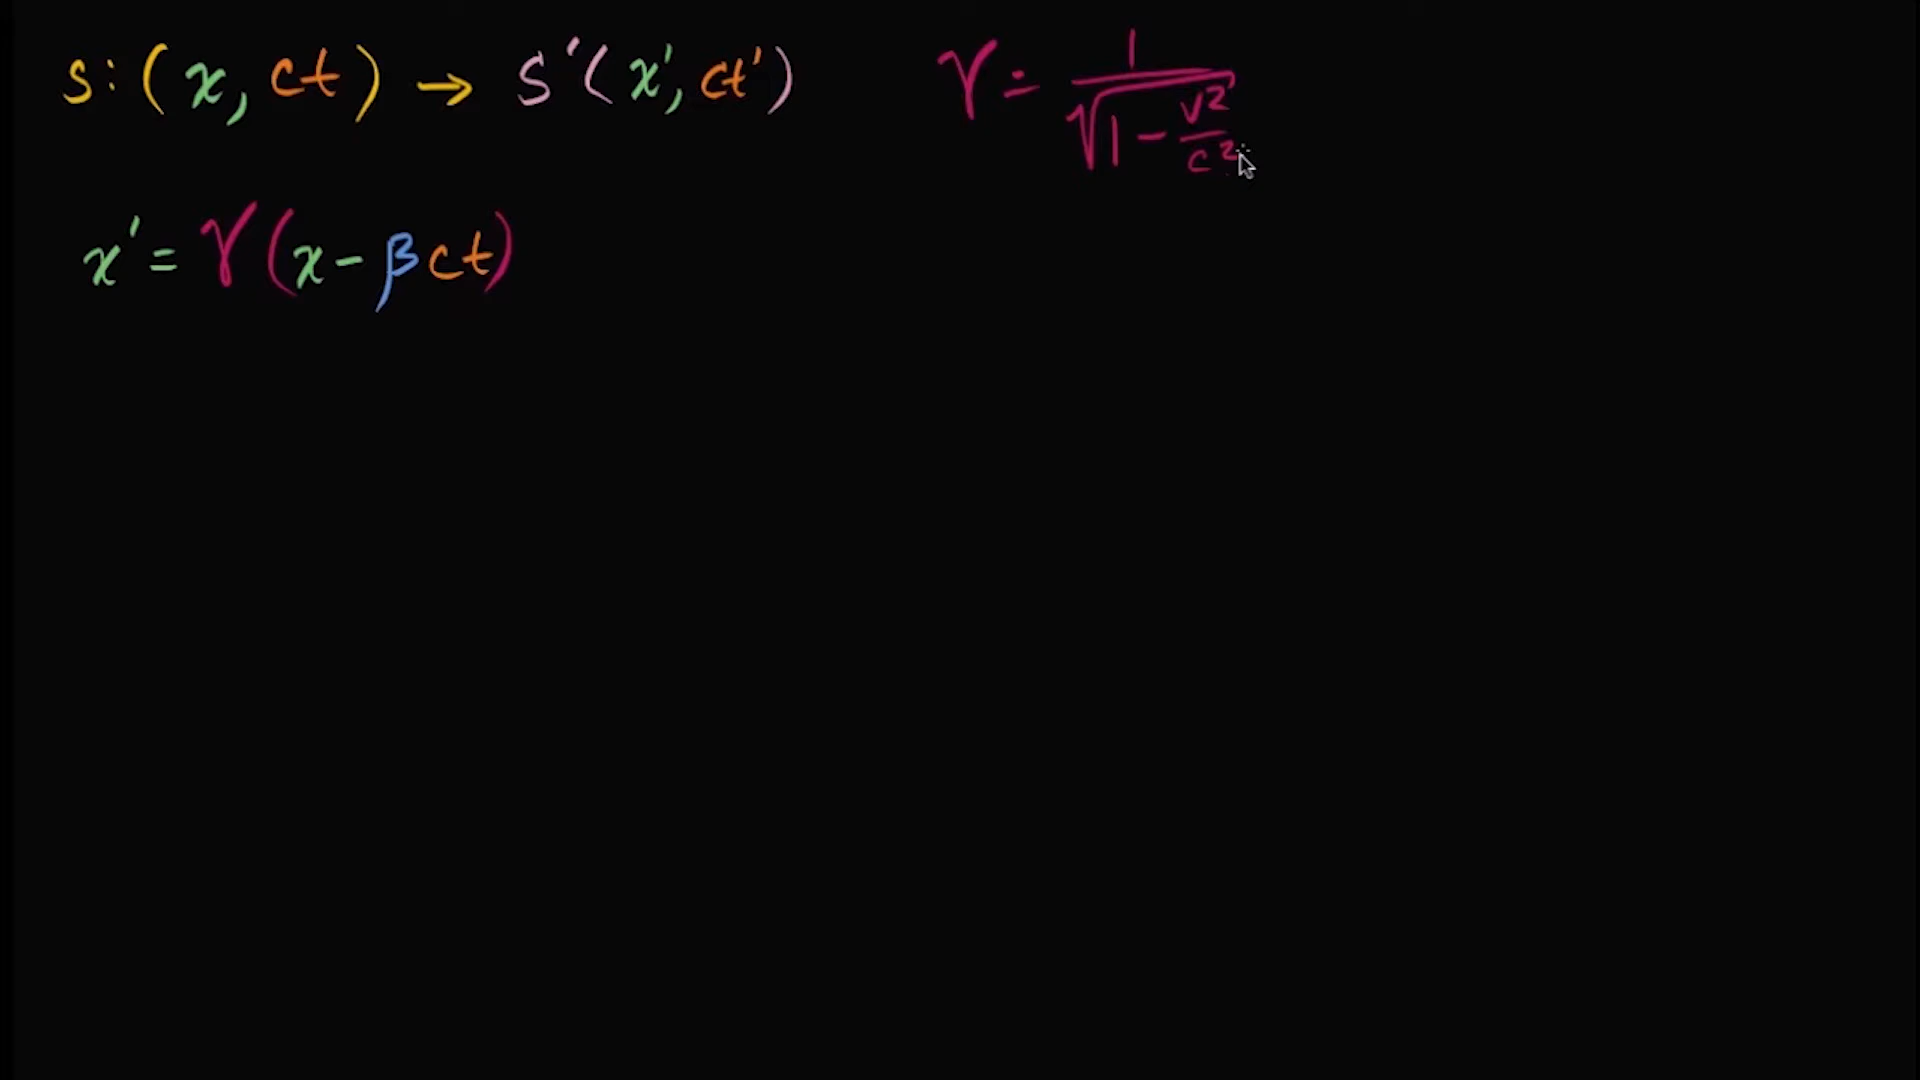 S: (x, ct) → S'(x', ct')
γ = 1/√(1 - v²/c²)
x' = γ(x - βct)